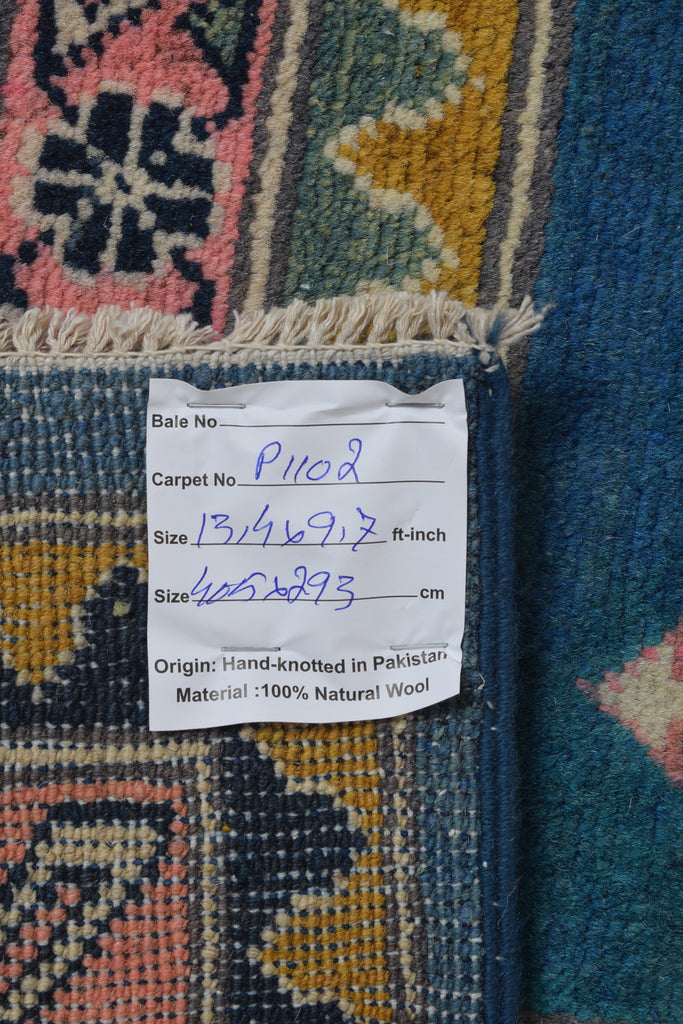 Bale No
Carpet No P1102
Size 13,4x9,7 ft-inch
Size 405x293 cm
Origin: Hand-knotted in Pakistan
Material :100% Natural Wool